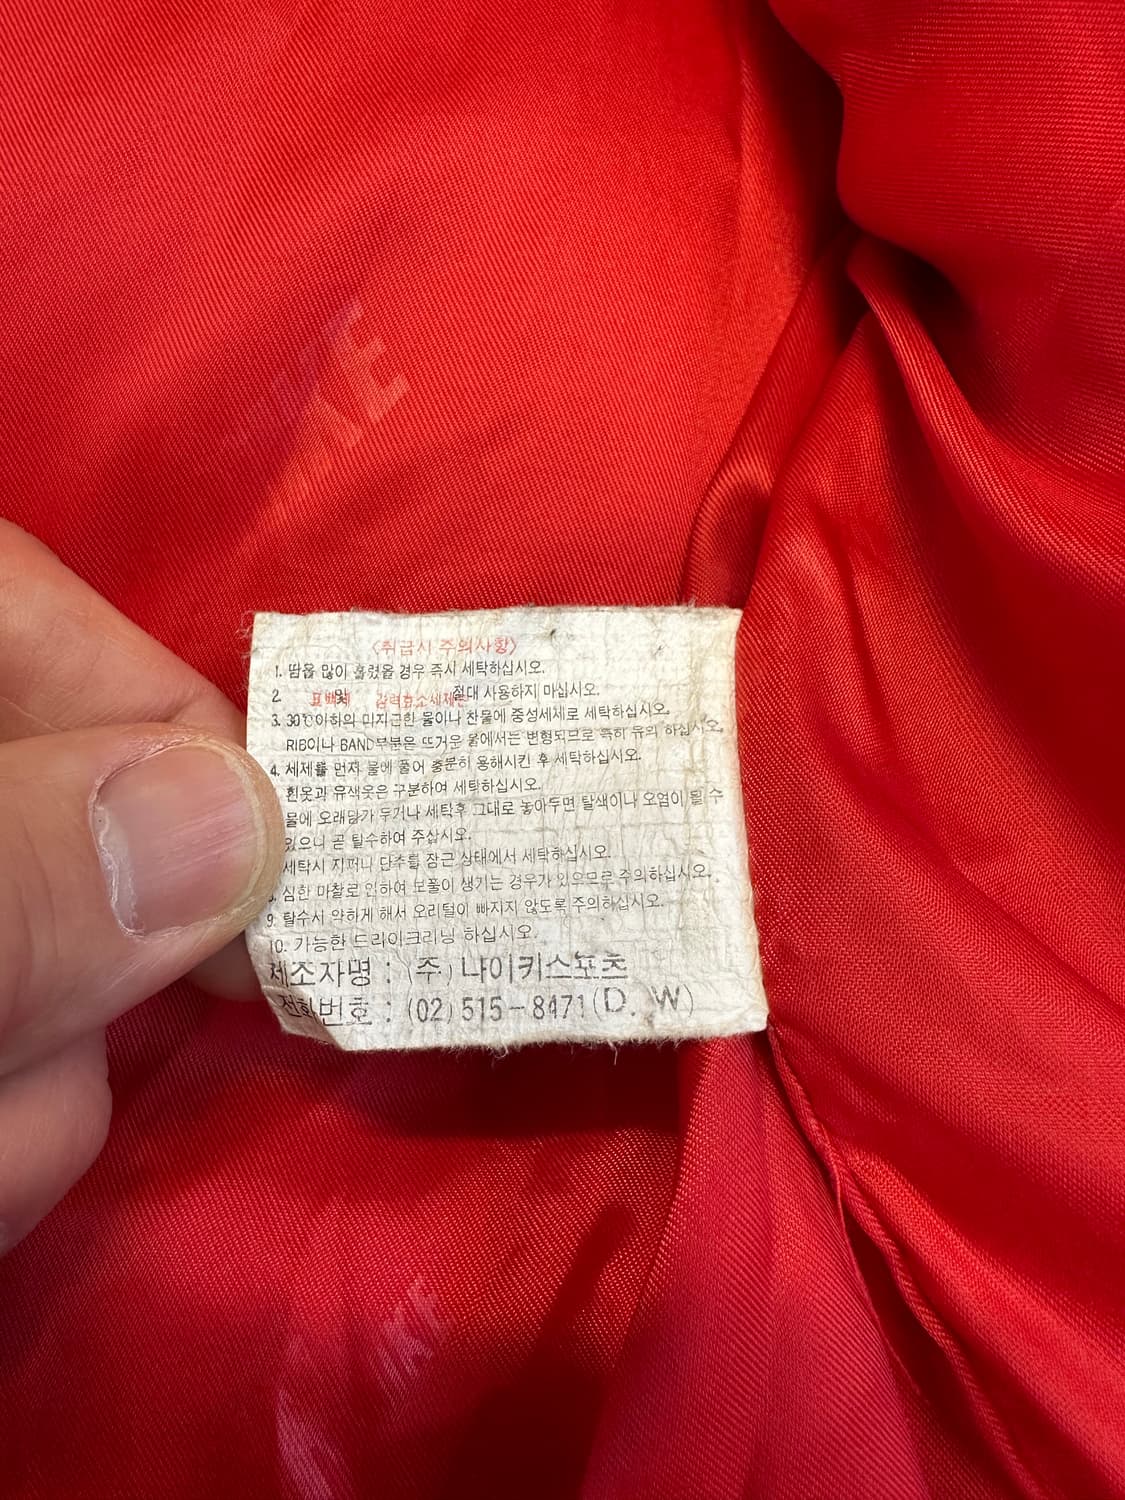 NIKE
<취급시 주의사항>
1. 땀을 많이 흘렸을 경우 즉시 세탁하십시오.
2. 표백제 및 강력효소세제는 절대 사용하지 마십시오.
3. 30℃이하의 미지근한 물이나 찬물에 중성세제로 세탁하십시오.
RIB이나 BAND부분은 뜨거운 물에서는 변형되므로 특히 유의 하십시오.
4. 세제를 먼저 물에 풀어 충분히 용해시킨 후 세탁하십시오.
흰옷과 유색옷은 구분하여 세탁하십시오.
물에 오래담가 두거나 세탁후 그대로 놓아두면 탈색이나 오염이 될 수
있으니 곧 탈수하여 주십시오.
세탁시 지퍼나 단추를 잠근 상태에서 세탁하십시오.
심한 마찰로 인하여 보풀이 생기는 경우가 있으므로 주의하십시오.
9. 탈수시 약하게 해서 오리털이 빠지지 않도록 주의하십시오.
10. 가능한 드라이크리닝 하십시오.
제조자명 : (주) 나이키스포츠
전화번호 : (02) 515-8471 (D. W)
NIKE